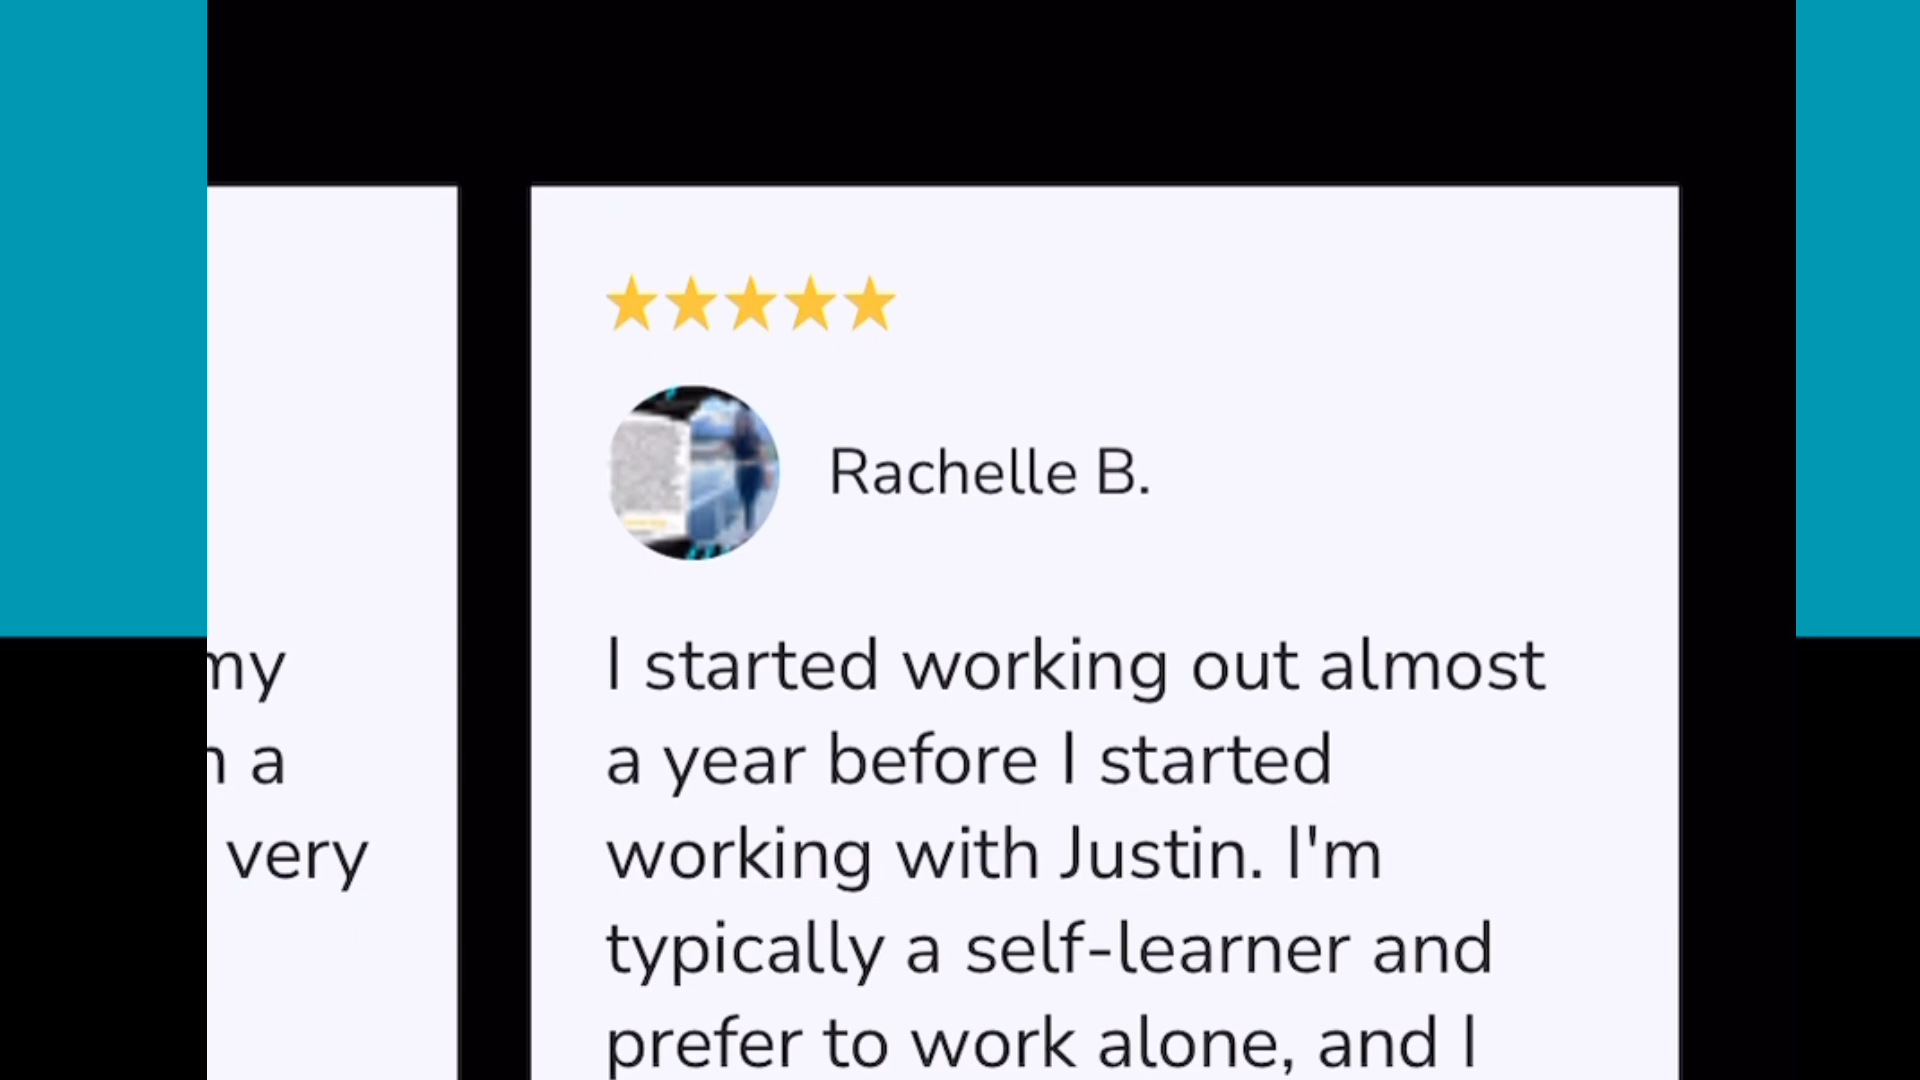 my
a
very
Rachelle B.
I started working out almost
a year before I started
working with Justin. I'm
typically a self-learner and
prefer to work alone, and I